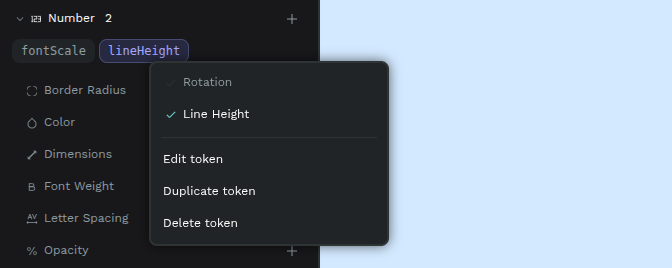 Number 2
fontScale lineHeight
Rotation
Border Radius
Line Height
Color
Dimensions
Edit token
Font Weight
Duplicate token
Letter Spacing
Delete token
Opacity